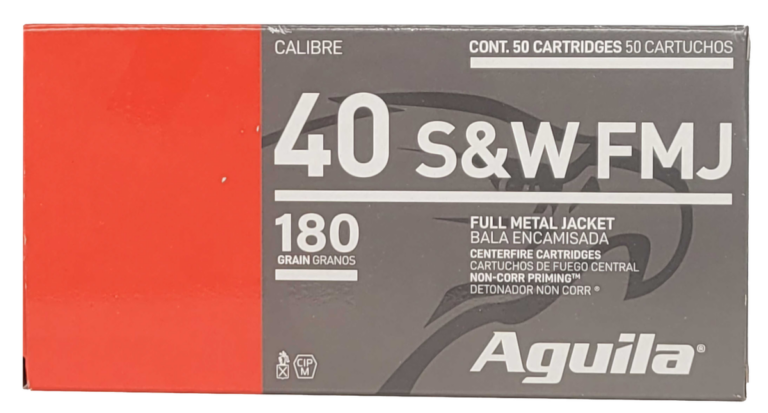 CALIBRE
CONT. 50 CARTRIDGES 50 CARTUCHOS
40 S&W FMJ
180
GRAIN GRANOS
FULL METAL JACKET
BALA ENCAMISADA
CENTERFIRE CARTRIDGES
CARTUCHOS DE FUEGO CENTRAL
NON-CORR PRIMING™
DETONADOR NON CORR ®
CIP
M
Aguila®